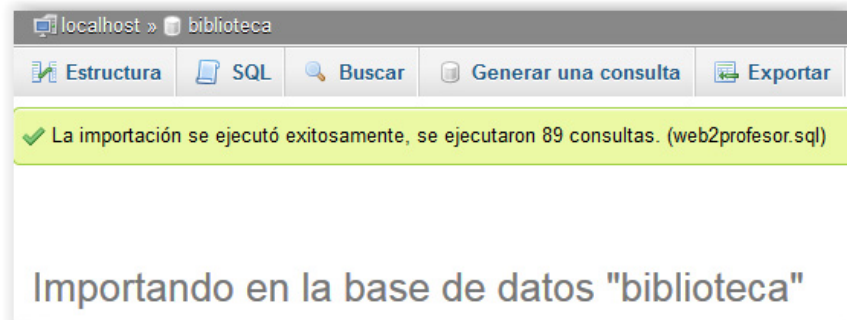 localhost » biblioteca
Estructura SQL Buscar Generar una consulta Exportar
La importación se ejecutó exitosamente, se ejecutaron 89 consultas. (web2profesor.sql)
Importando en la base de datos "biblioteca"